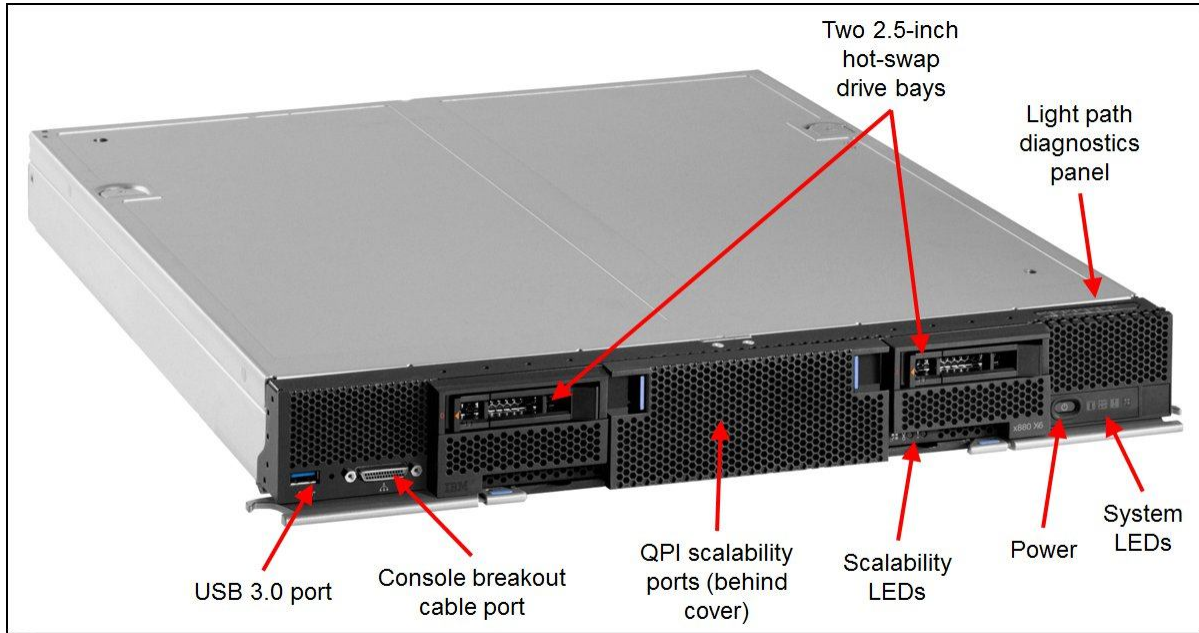 Two 2.5-inch
hot-swap
drive bays
Light path
diagnostics
panel
IBM
x880 X6
USB 3.0 port
Console breakout
cable port
QPI scalability
ports (behind
cover)
Scalability
LEDs
Power
System
LEDs